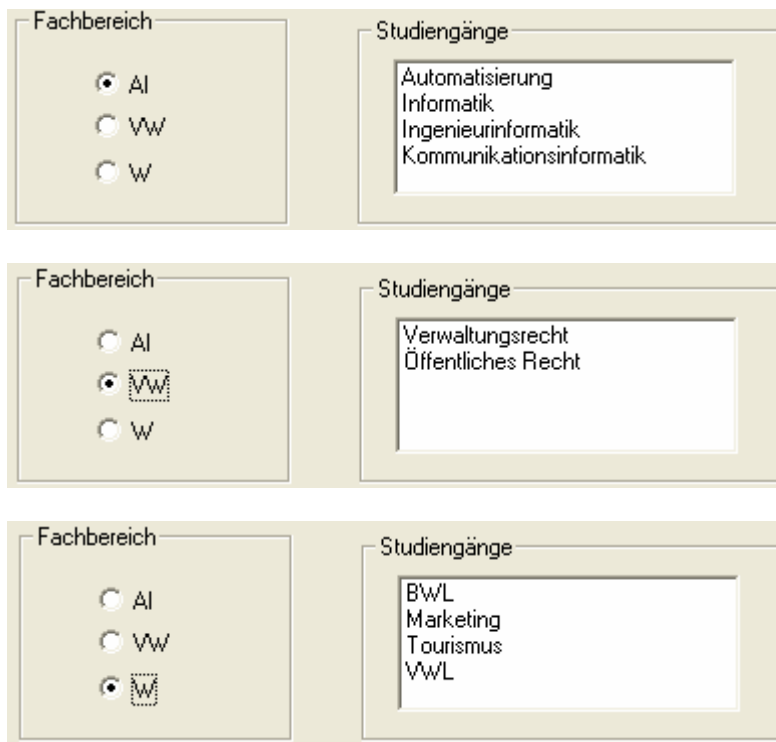 Fachbereich
AI
VW
W
Studiengänge
Automatisierung
Informatik
Ingenieurinformatik
Kommunikationsinformatik
Fachbereich
AI
VW
W
Studiengänge
Verwaltungsrecht
Öffentliches Recht
Fachbereich
AI
VW
W
Studiengänge
BWL
Marketing
Tourismus
VWL